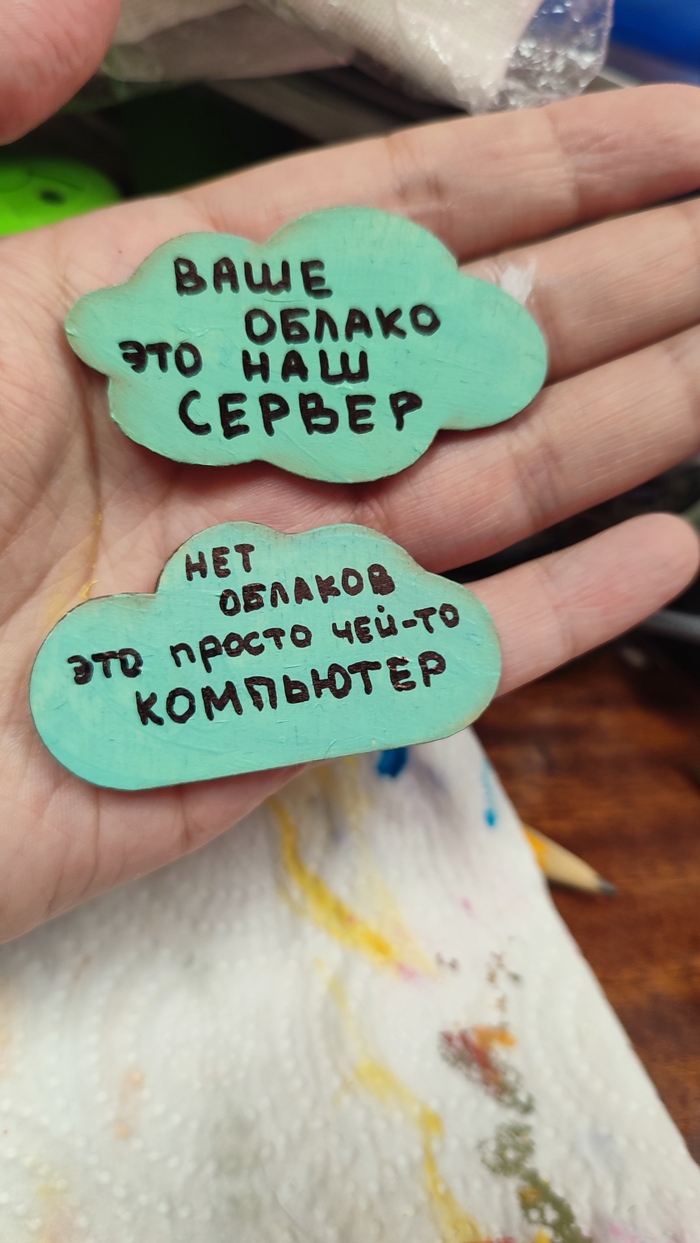 ВАШЕ
ОБЛАКО
ЭТО НАШ
СЕРВЕР
НЕТ
ОБЛАКОВ
ЭТО ПРОСТО ЧЕЙ-ТО
КОМПЬЮТЕР